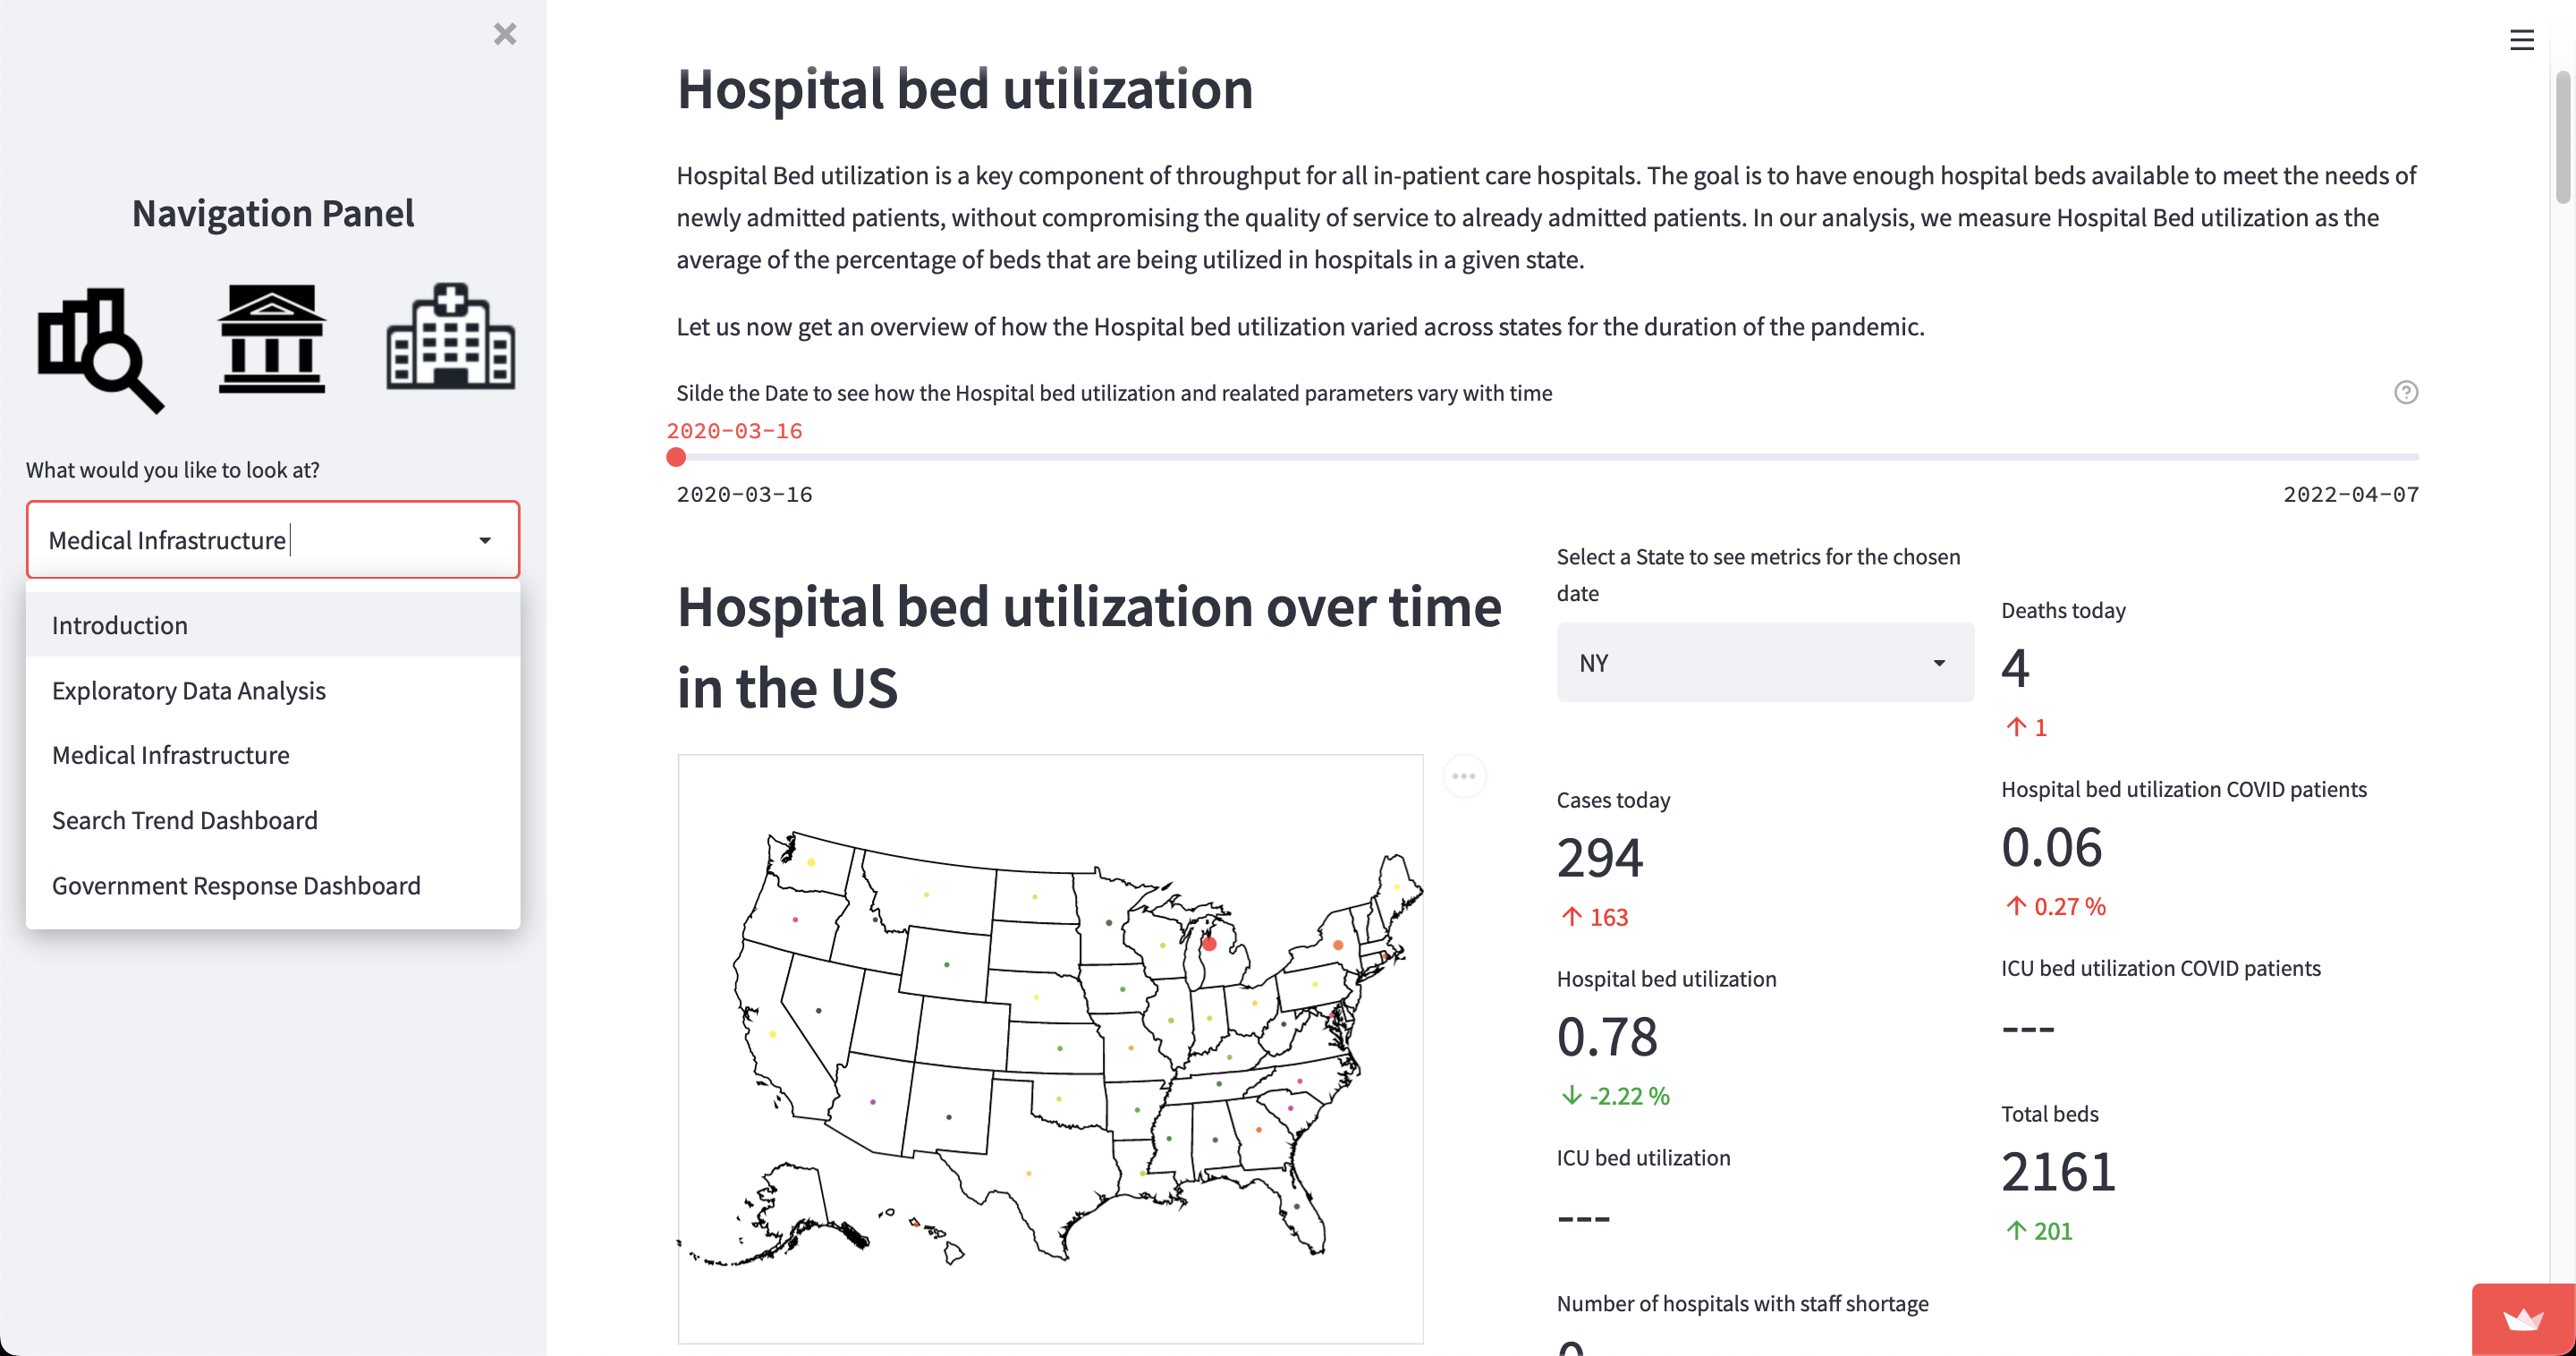 Navigation Panel
What would you like to look at?
Medical Infrastructure
Introduction
Exploratory Data Analysis
Medical Infrastructure
Search Trend Dashboard
Government Response Dashboard
Hospital bed utilization
Hospital Bed utilization is a key component of throughput for all in-patient care hospitals. The goal is to have enough hospital beds available to meet the needs of
newly admitted patients, without compromising the quality of service to already admitted patients. In our analysis, we measure Hospital Bed utilization as the
average of the percentage of beds that are being utilized in hospitals in a given state.
Let us now get an overview of how the Hospital bed utilization varied across states for the duration of the pandemic.
Silde the Date to see how the Hospital bed utilization and realated parameters vary with time
2020-03-16
2020-03-16
2022-04-07
Hospital bed utilization over time
in the US
Select a State to see metrics for the chosen
date
NY
Cases today
294
↑ 163
Hospital bed utilization
0.78
↓ -2.22 %
ICU bed utilization
---
Number of hospitals with staff shortage
0
Deaths today
4
↑ 1
Hospital bed utilization COVID patients
0.06
↑ 0.27 %
ICU bed utilization COVID patients
---
Total beds
2161
↑ 201